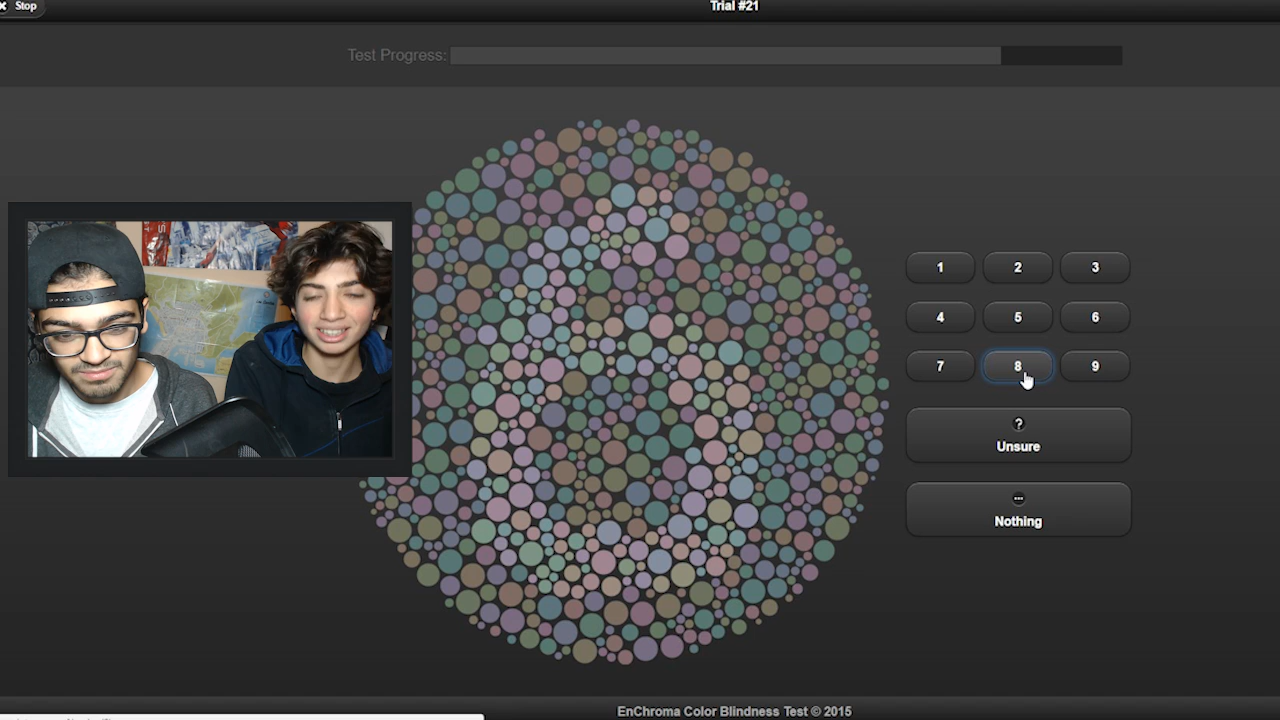 Stop
Trial #21
Test Progress:
1 2 3
4 5 6
7 8 9
?
Unsure
Nothing
EnChroma Color Blindness Test © 2015